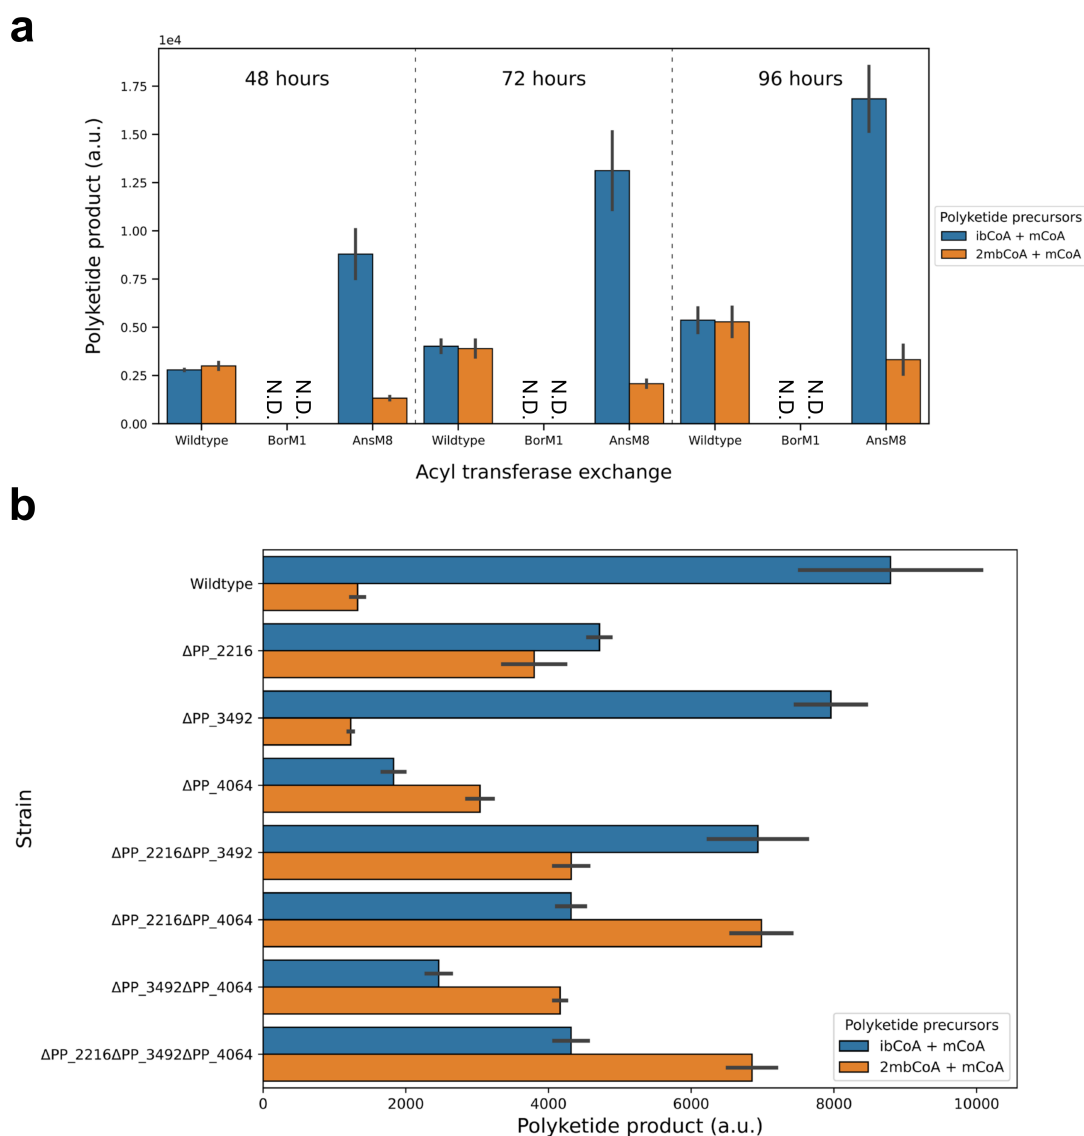 a
1e4
48 hours
72 hours
96 hours
1.75
1.50
1.25
1.00
0.75
0.50
0.25
0.00
Polyketide product (a.u.)
N.D.
N.D.
N.D.
N.D.
N.D.
N.D.
Wildtype
BorM1
AnsM8
Wildtype
BorM1
AnsM8
Wildtype
BorM1
AnsM8
Acyl transferase exchange
Polyketide precursors
ibCoA + mCoA
2mbCoA + mCoA
b
Strain
Wildtype
ΔPP_2216
ΔPP_3492
ΔPP_4064
ΔPP_2216ΔPP_3492
ΔPP_2216ΔPP_4064
ΔPP_3492ΔPP_4064
ΔPP_2216ΔPP_3492ΔPP_4064
Polyketide precursors
ibCoA + mCoA
2mbCoA + mCoA
0
2000
4000
6000
8000
10000
Polyketide product (a.u.)